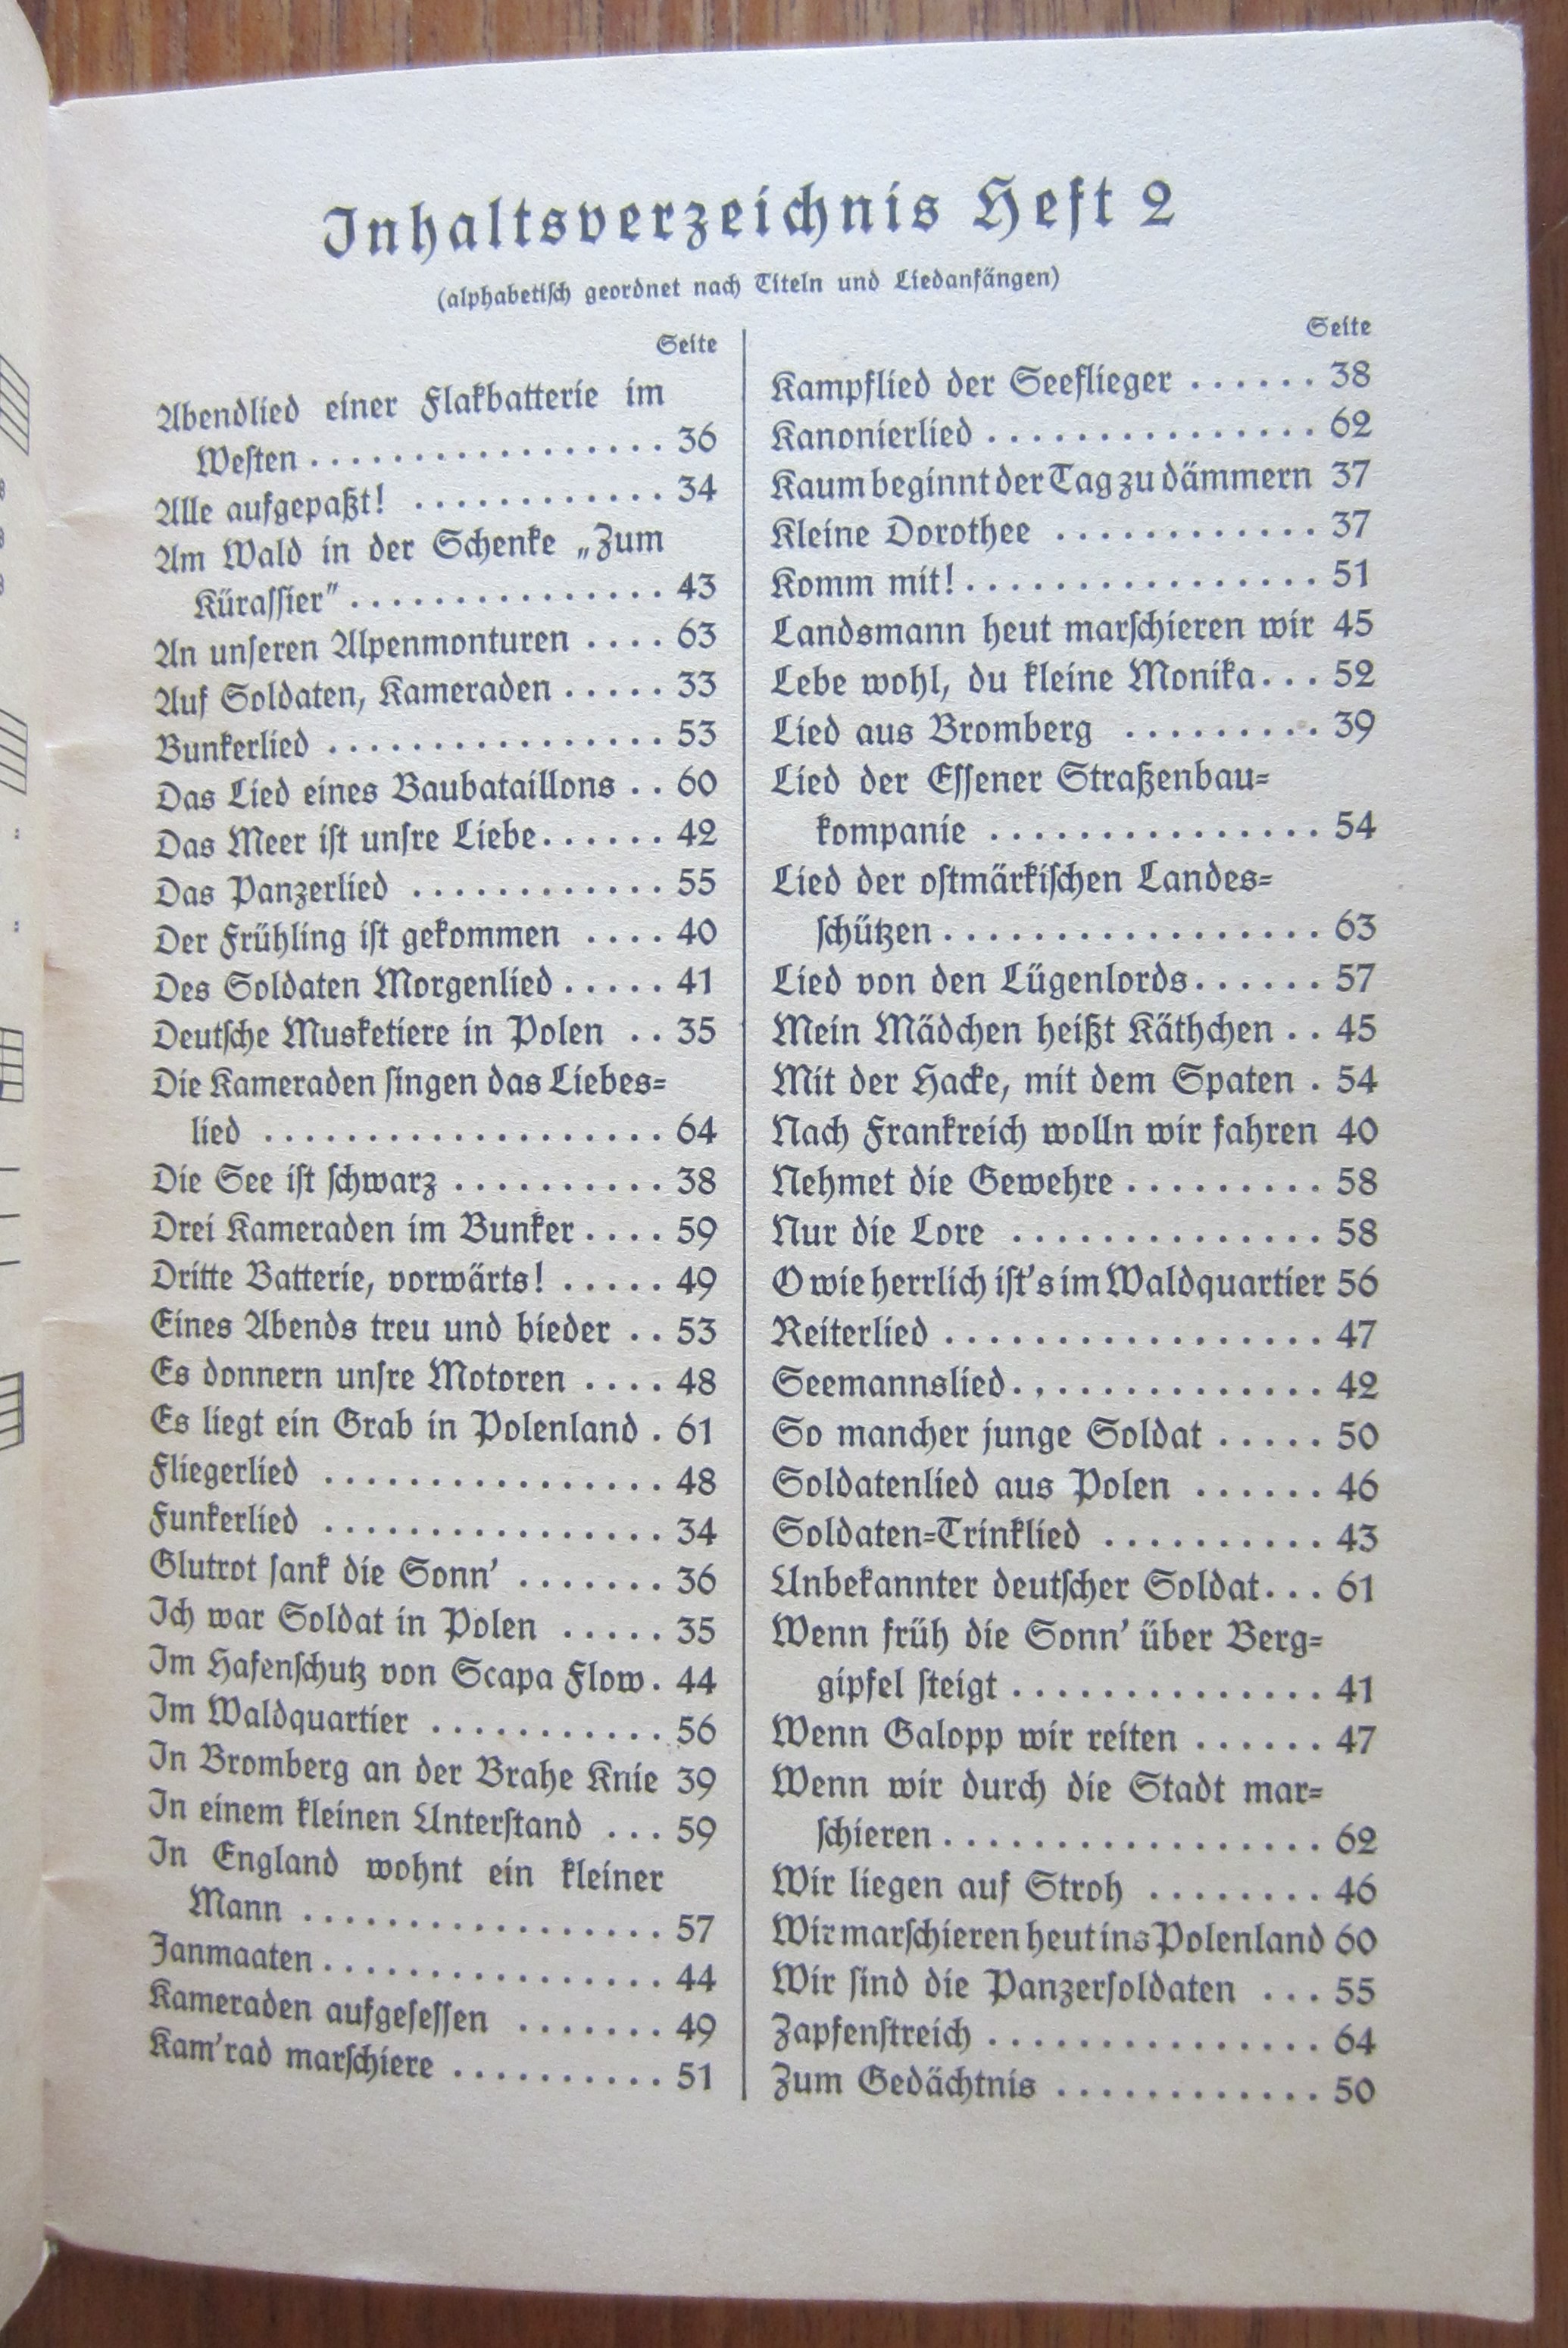 Inhaltsverzeichnis Heft 2
(alphabetisch geordnet nach Titeln und Liedanfängen)
Seite
Abendlied einer Flakbatterie im
Westen . . . . . . . . . . . . . . . . . 36
Alle aufgepaßt! . . . . . . . . . . . . 34
Am Wald in der Schenke „Zum
Kürassier” . . . . . . . . . . . . . . . 43
An unseren Alpenmonturen . . . . 63
Auf Soldaten, Kameraden . . . . . 33
Bunkerlied . . . . . . . . . . . . . . . . 53
Das Lied eines Baubataillons . . 60
Das Meer ist unsre Liebe . . . . . . 42
Das Panzerlied . . . . . . . . . . . . 55
Der Frühling ist gekommen . . . . 40
Des Soldaten Morgenlied . . . . . 41
Deutsche Musketiere in Polen . . 35
Die Kameraden singen das Liebes-
lied . . . . . . . . . . . . . . . . . . . 64
Die See ist schwarz . . . . . . . . . . 38
Drei Kameraden im Bunker . . . . 59
Dritte Batterie, vorwärts! . . . . . 49
Eines Abends treu und bieder . . 53
Es donnern unsre Motoren . . . . 48
Es liegt ein Grab in Polenland . 61
Fliegerlied . . . . . . . . . . . . . . . . 48
Funkerlied . . . . . . . . . . . . . . . . 34
Glutrot sank die Sonn’ . . . . . . . 36
Ich war Soldat in Polen . . . . . 35
Im Hafenschutz von Scapa Flow . 44
Im Waldquartier . . . . . . . . . . . 56
In Bromberg an der Brahe Knie 39
In einem kleinen Unterstand . . . 59
In England wohnt ein kleiner
Mann . . . . . . . . . . . . . . . . . . 57
Janmaaten . . . . . . . . . . . . . . . . 44
Kameraden aufgesessen . . . . . . . 49
Kam’rad marschiere . . . . . . . . . . 51
Seite
Kampflied der Seeflieger . . . . . . 38
Kanonierlied . . . . . . . . . . . . . . . 62
Kaum beginnt der Tag zu dämmern 37
Kleine Dorothee . . . . . . . . . . . . 37
Komm mit! . . . . . . . . . . . . . . . . 51
Landsmann heut marschieren wir 45
Lebe wohl, du kleine Monika . . . 52
Lied aus Bromberg . . . . . . . . . 39
Lied der Essener Straßenbau-
kompanie . . . . . . . . . . . . . . . 54
Lied der ostmärkischen Landes-
schützen . . . . . . . . . . . . . . . . . 63
Lied von den Lügenlords . . . . . . 57
Mein Mädchen heißt Käthchen . . 45
Mit der Hacke, mit dem Spaten . 54
Nach Frankreich wolln wir fahren 40
Nehmet die Gewehre . . . . . . . . . 58
Nur die Lore . . . . . . . . . . . . . . 58
O wie herrlich ist’s im Waldquartier 56
Reiterlied . . . . . . . . . . . . . . . . . 47
Seemannslied . . . . . . . . . . . . . . 42
So mancher junge Soldat . . . . . 50
Soldatenlied aus Polen . . . . . . 46
Soldaten-Trinklied . . . . . . . . . . 43
Unbekannter deutscher Soldat . . . 61
Wenn früh die Sonn’ über Berg-
gipfel steigt . . . . . . . . . . . . . . 41
Wenn Galopp wir reiten . . . . . . 47
Wenn wir durch die Stadt mar-
schieren . . . . . . . . . . . . . . . . . 62
Wir liegen auf Stroh . . . . . . . . 46
Wir marschieren heut ins Polenland 60
Wir sind die Panzersoldaten . . . 55
Zapfenstreich . . . . . . . . . . . . . . . 64
Zum Gedächtnis . . . . . . . . . . . . 50